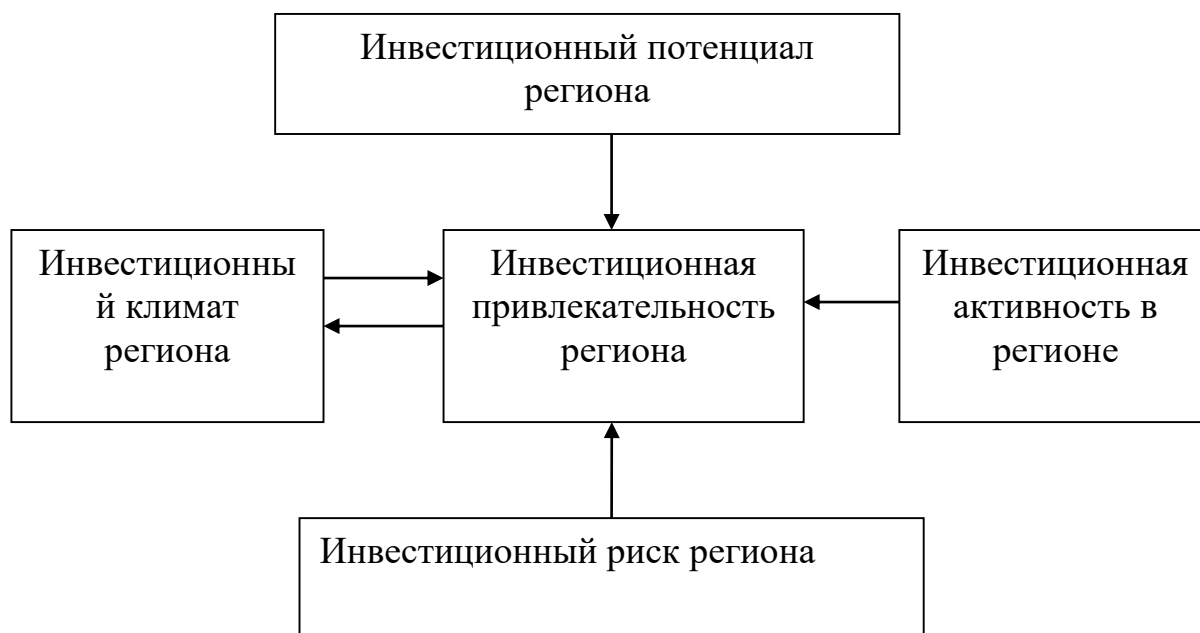 Инвестиционный потенциал
региона
Инвестиционны
й климат
региона
Инвестиционная
привлекательность
региона
Инвестиционная
активность в
регионе
Инвестиционный риск региона